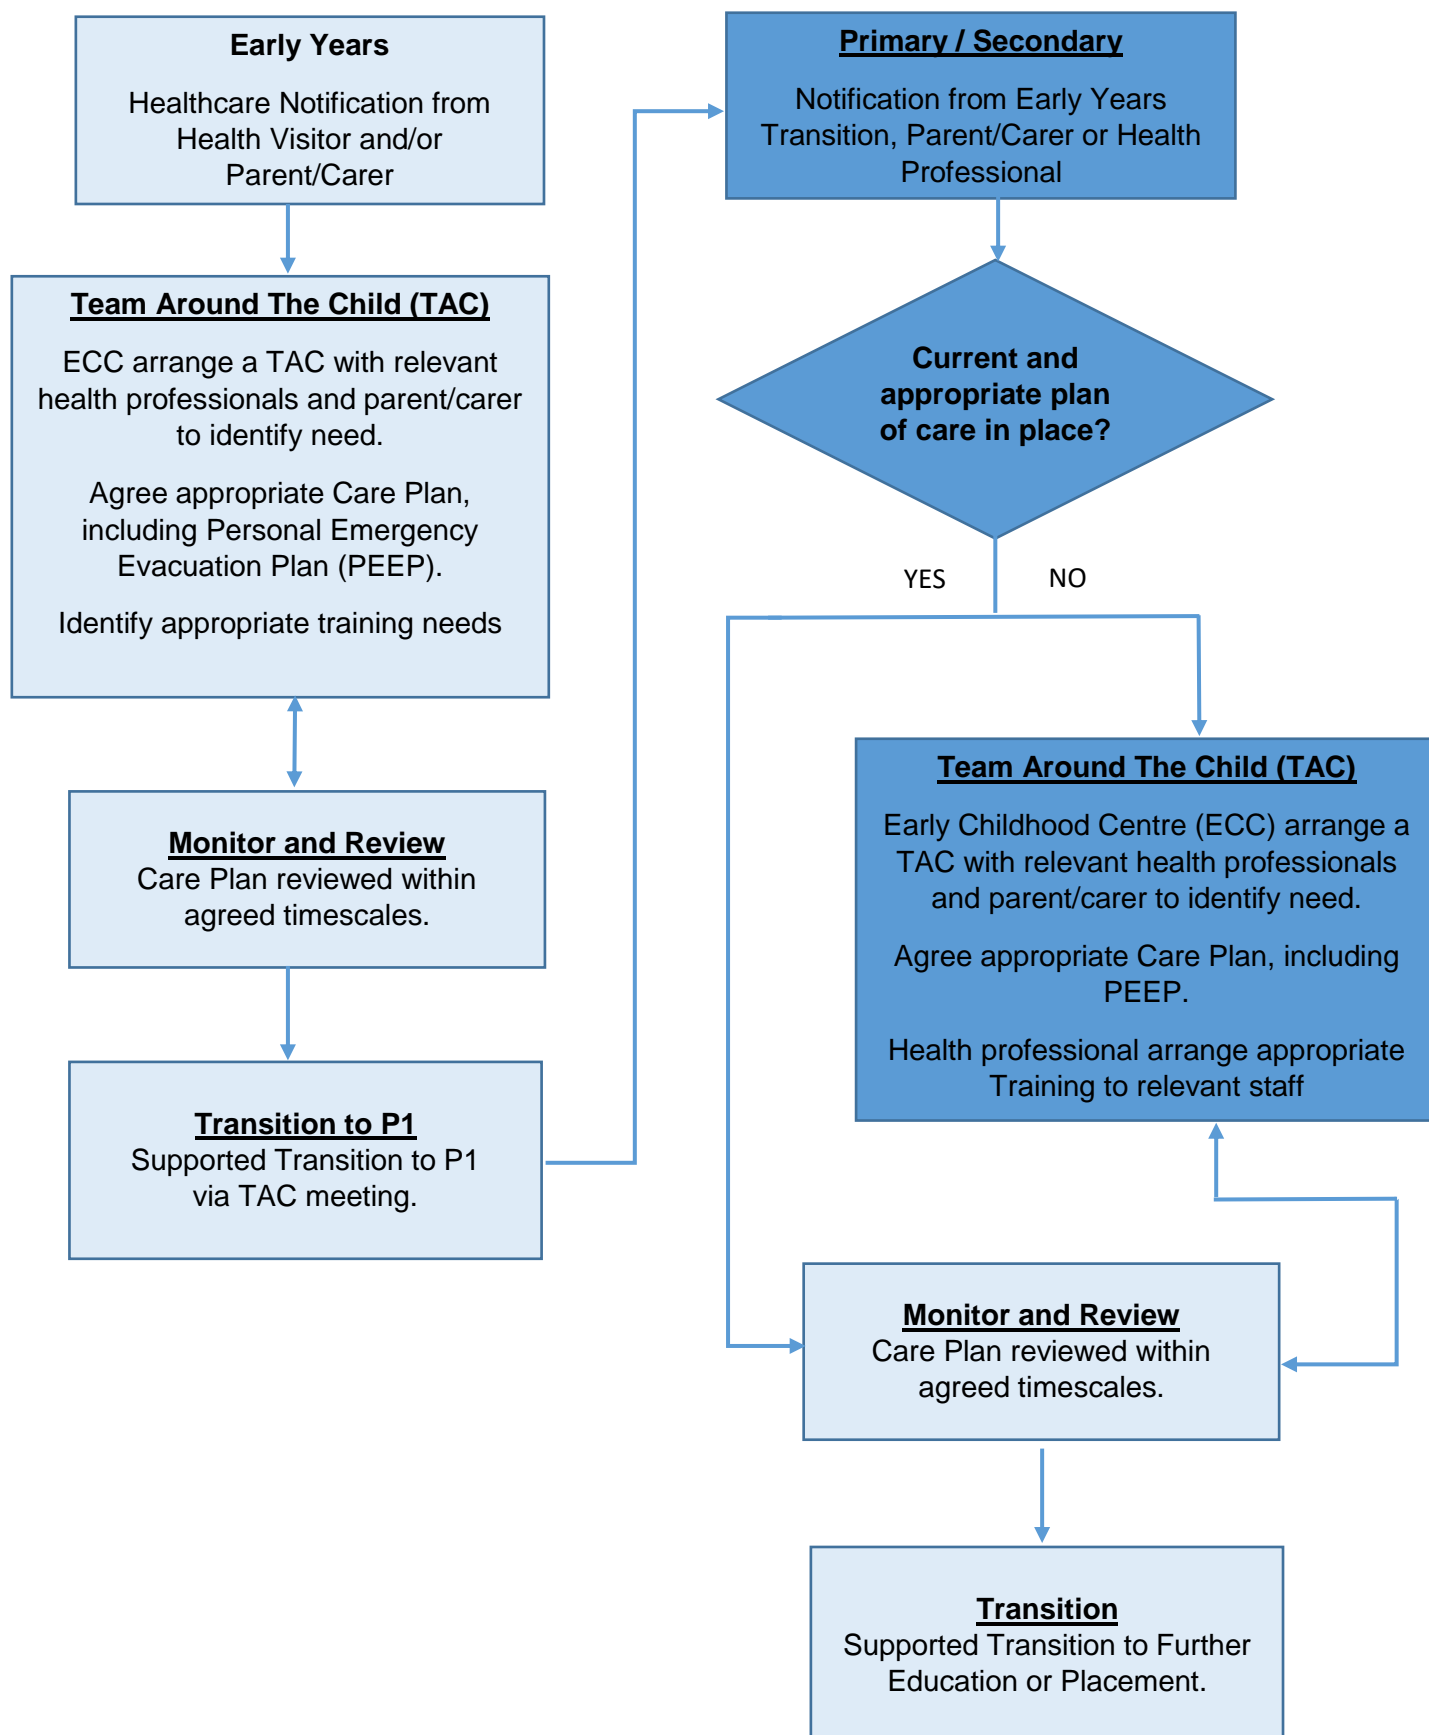 Early Years
Healthcare Notification from
Health Visitor and/or
Parent/Carer
Team Around The Child (TAC)
ECC arrange a TAC with relevant
health professionals and parent/carer
to identify need.
Agree appropriate Care Plan,
including Personal Emergency
Evacuation Plan (PEEP).
Identify appropriate training needs
Monitor and Review
Care Plan reviewed within
agreed timescales.
Transition to P1
Supported Transition to P1
via TAC meeting.
Primary / Secondary
Notification from Early Years
Transition, Parent/Carer or Health
Professional
Current and
appropriate plan
of care in place?
YES
NO
Team Around The Child (TAC)
Early Childhood Centre (ECC) arrange a
TAC with relevant health professionals
and parent/carer to identify need.
Agree appropriate Care Plan, including
PEEP.
Health professional arrange appropriate
Training to relevant staff
Monitor and Review
Care Plan reviewed within
agreed timescales.
Transition
Supported Transition to Further
Education or Placement.